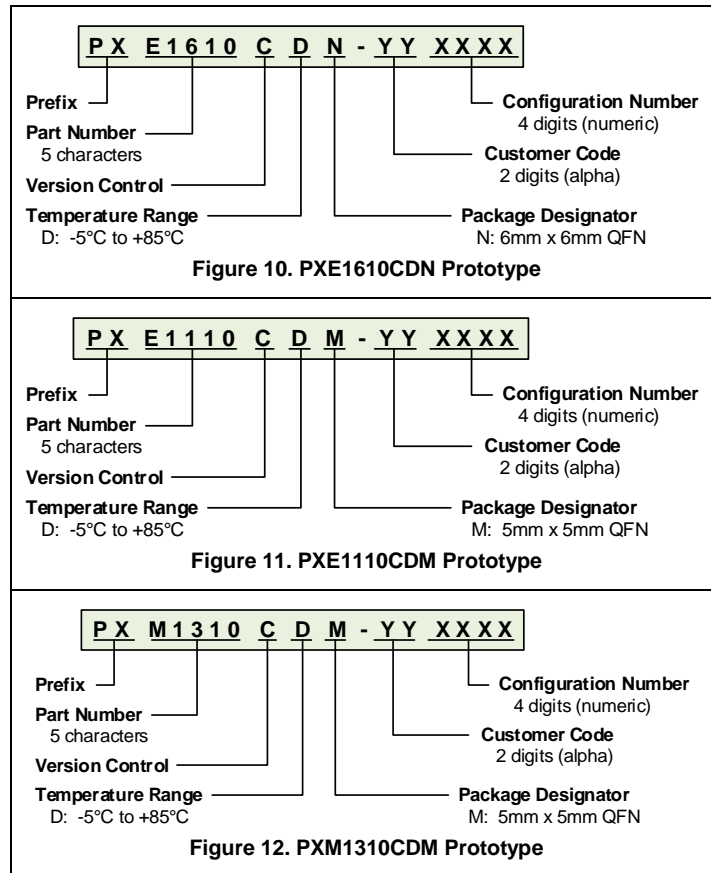 PX E1610 C D N - YY XXXX
Prefix
Configuration Number
4 digits (numeric)
Part Number
5 characters
Customer Code
2 digits (alpha)
Version Control
Temperature Range
D: -5°C to +85°C
Package Designator
N: 6mm x 6mm QFN
Figure 10. PXE1610CDN Prototype
PX E1110 C D M - YY XXXX
Prefix
Configuration Number
4 digits (numeric)
Part Number
5 characters
Customer Code
2 digits (alpha)
Version Control
Temperature Range
D: -5°C to +85°C
Package Designator
M: 5mm x 5mm QFN
Figure 11. PXE1110CDM Prototype
PX M1310 C D M - YY XXXX
Prefix
Configuration Number
4 digits (numeric)
Part Number
5 characters
Customer Code
2 digits (alpha)
Version Control
Temperature Range
D: -5°C to +85°C
Package Designator
M: 5mm x 5mm QFN
Figure 12. PXM1310CDM Prototype